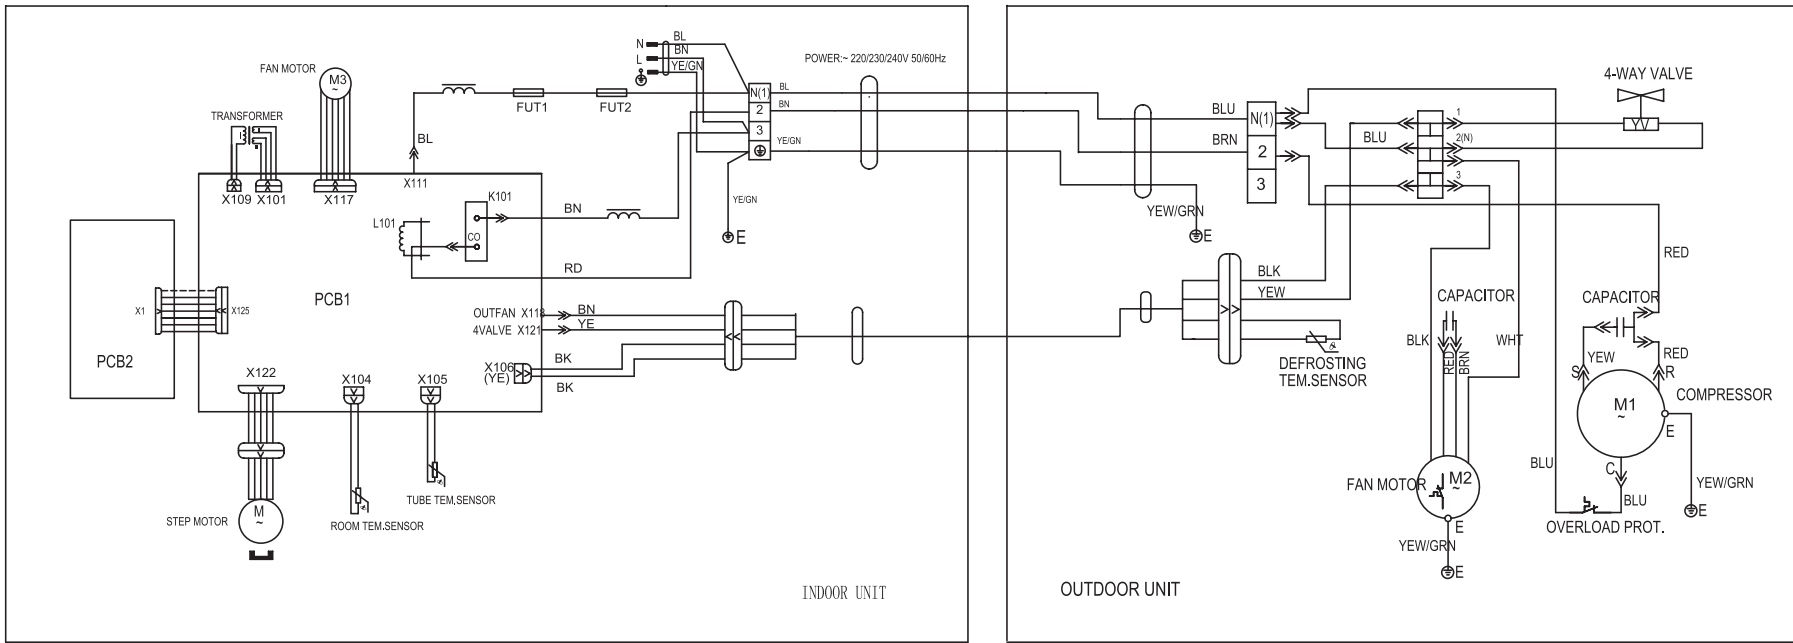 N
BL
BN
L
YE/GN
POWER:~ 220/230/240V 50/60Hz
FAN MOTOR
M3
~
FUT1
FUT2
N(1)
2
3
BL
BN
YE/GN
YE/GN
E
TRANSFORMER
BL
X109
X101
X117
X111
K101
L101
CO
BN
RD
X1
X125
PCB1
PCB2
OUTFAN X118
4VALVE X121
BN
YE
X106
(YE)
BK
BK
X122
X104
X105
M
~
STEP MOTOR
ROOM TEM.SENSOR
TUBE TEM,SENSOR
INDOOR UNIT
4-WAY VALVE
YV
BLU
BRN
N(1)
2
3
BLU
1
2(N)
3
YEW/GRN
E
BLK
YEW
DEFROSTING
TEM.SENSOR
RED
CAPACITOR
CAPACITOR
BLK
RED
BRN
WHT
YEW
RED
S
R
M1
~
COMPRESSOR
E
C
BLU
BLU
YEW/GRN
E
OVERLOAD PROT.
FAN MOTOR
M2
~
E
YEW/GRN
E
OUTDOOR UNIT